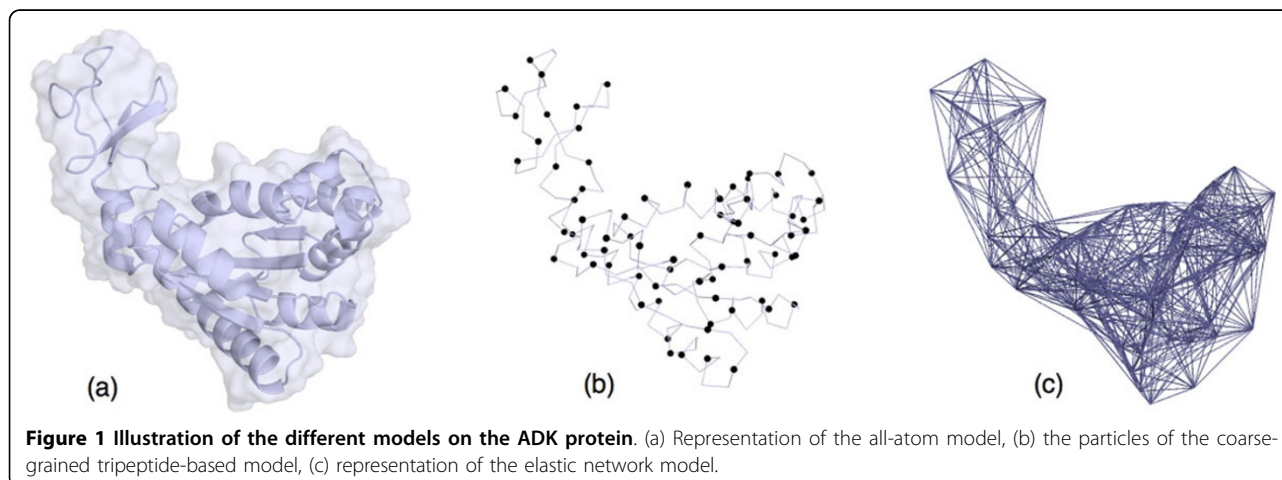 (a)
(b)
(c)
Figure 1 Illustration of the different models on the ADK protein. (a) Representation of the all-atom model, (b) the particles of the coarse-
grained tripeptide-based model, (c) representation of the elastic network model.